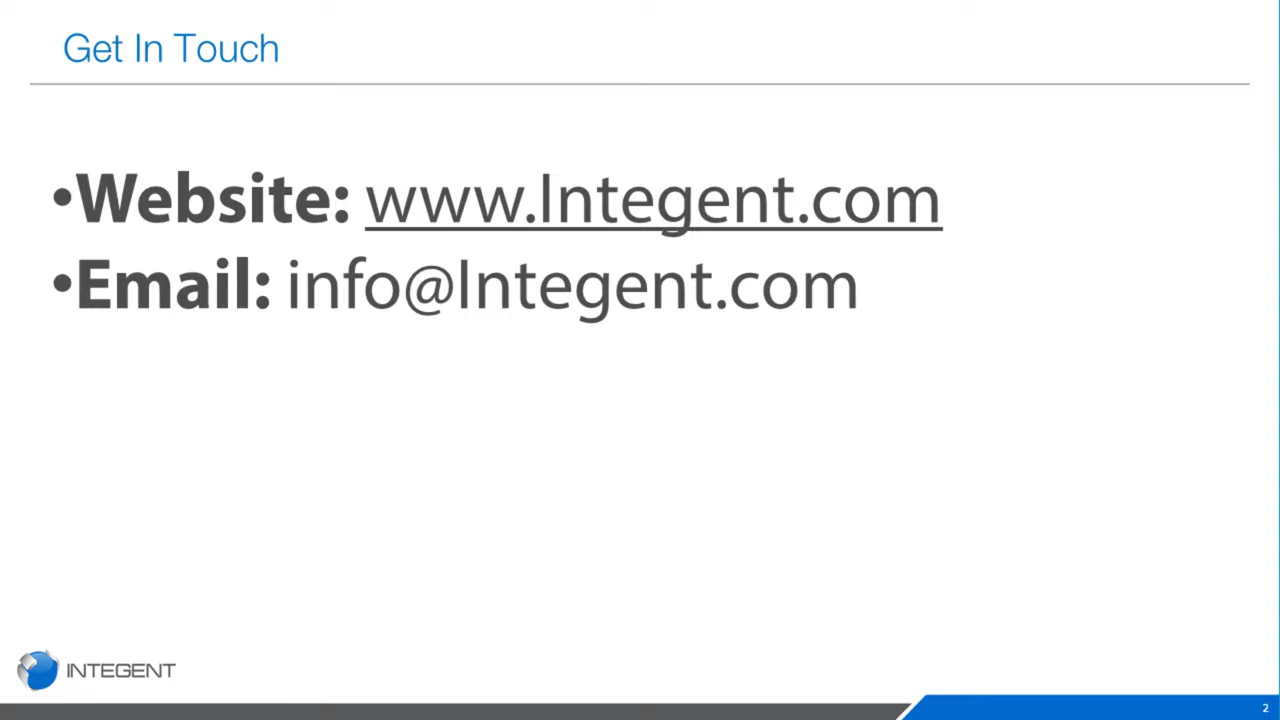 Get In Touch
•Website: www.Integent.com
•Email: info@Integent.com
INTEGENT
2